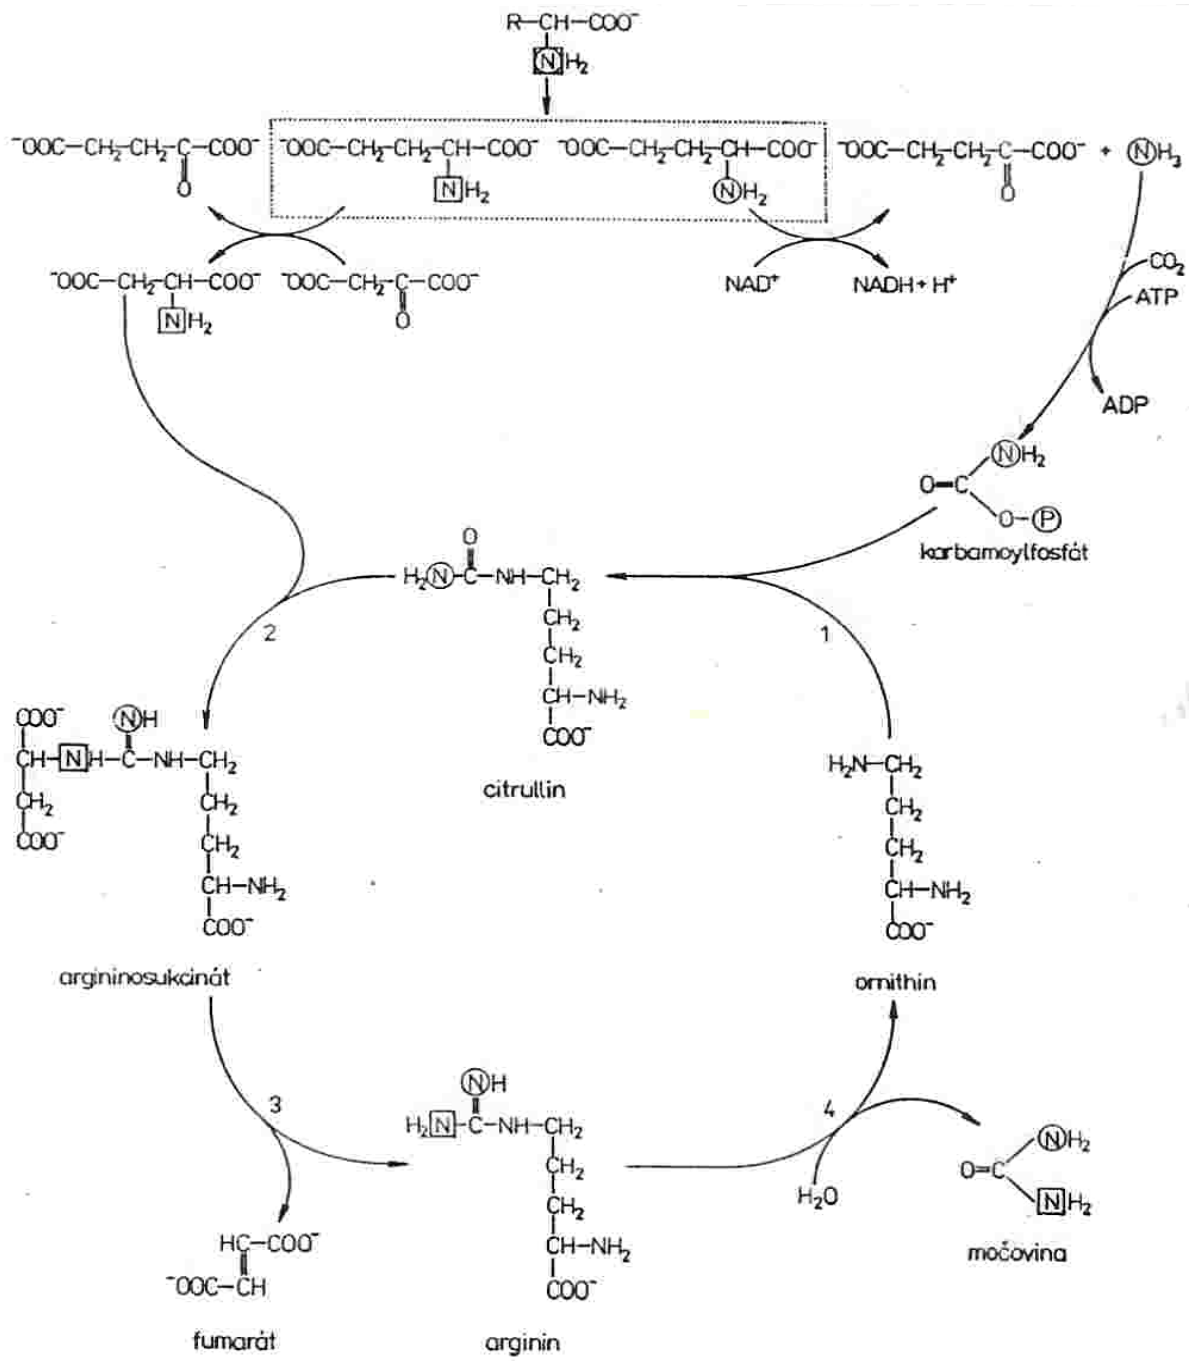 R–CH–COO⁻
NH₂
⁻OOC–CH₂–CH₂–C–COO⁻ ⁻OOC–CH₂–CH₂–CH–COO⁻ ⁻OOC–CH₂–CH₂–CH–COO⁻ ⁻OOC–CH₂–CH₂–C–COO⁻ + NH₃
O NH₂ NH₂ O
⁻OOC–CH₂–CH–COO⁻ ⁻OOC–CH₂–C–COO⁻ NAD⁺ NADH + H⁺ CO₂
NH₂ O ATP
ADP
NH₂
O=C
O–P
karbamoylfosfát
O
H₂N–C–NH–CH₂
CH₂
CH₂
CH–NH₂
COO⁻
citrullin
2
1
COO⁻ NH
CH–NH–C–NH–CH₂
CH₂ CH₂
COO⁻ CH₂
CH–NH₂
COO⁻
argininosukcinát
H₂N–CH₂
CH₂
CH₂
CH–NH₂
COO⁻
ornithin
3
4
NH
H₂N–C–NH–CH₂
CH₂
CH₂
CH–NH₂
COO⁻
arginin
H₂O
NH₂
O=C
NH₂
močovina
HC–COO⁻
⁻OOC–CH
fumarát